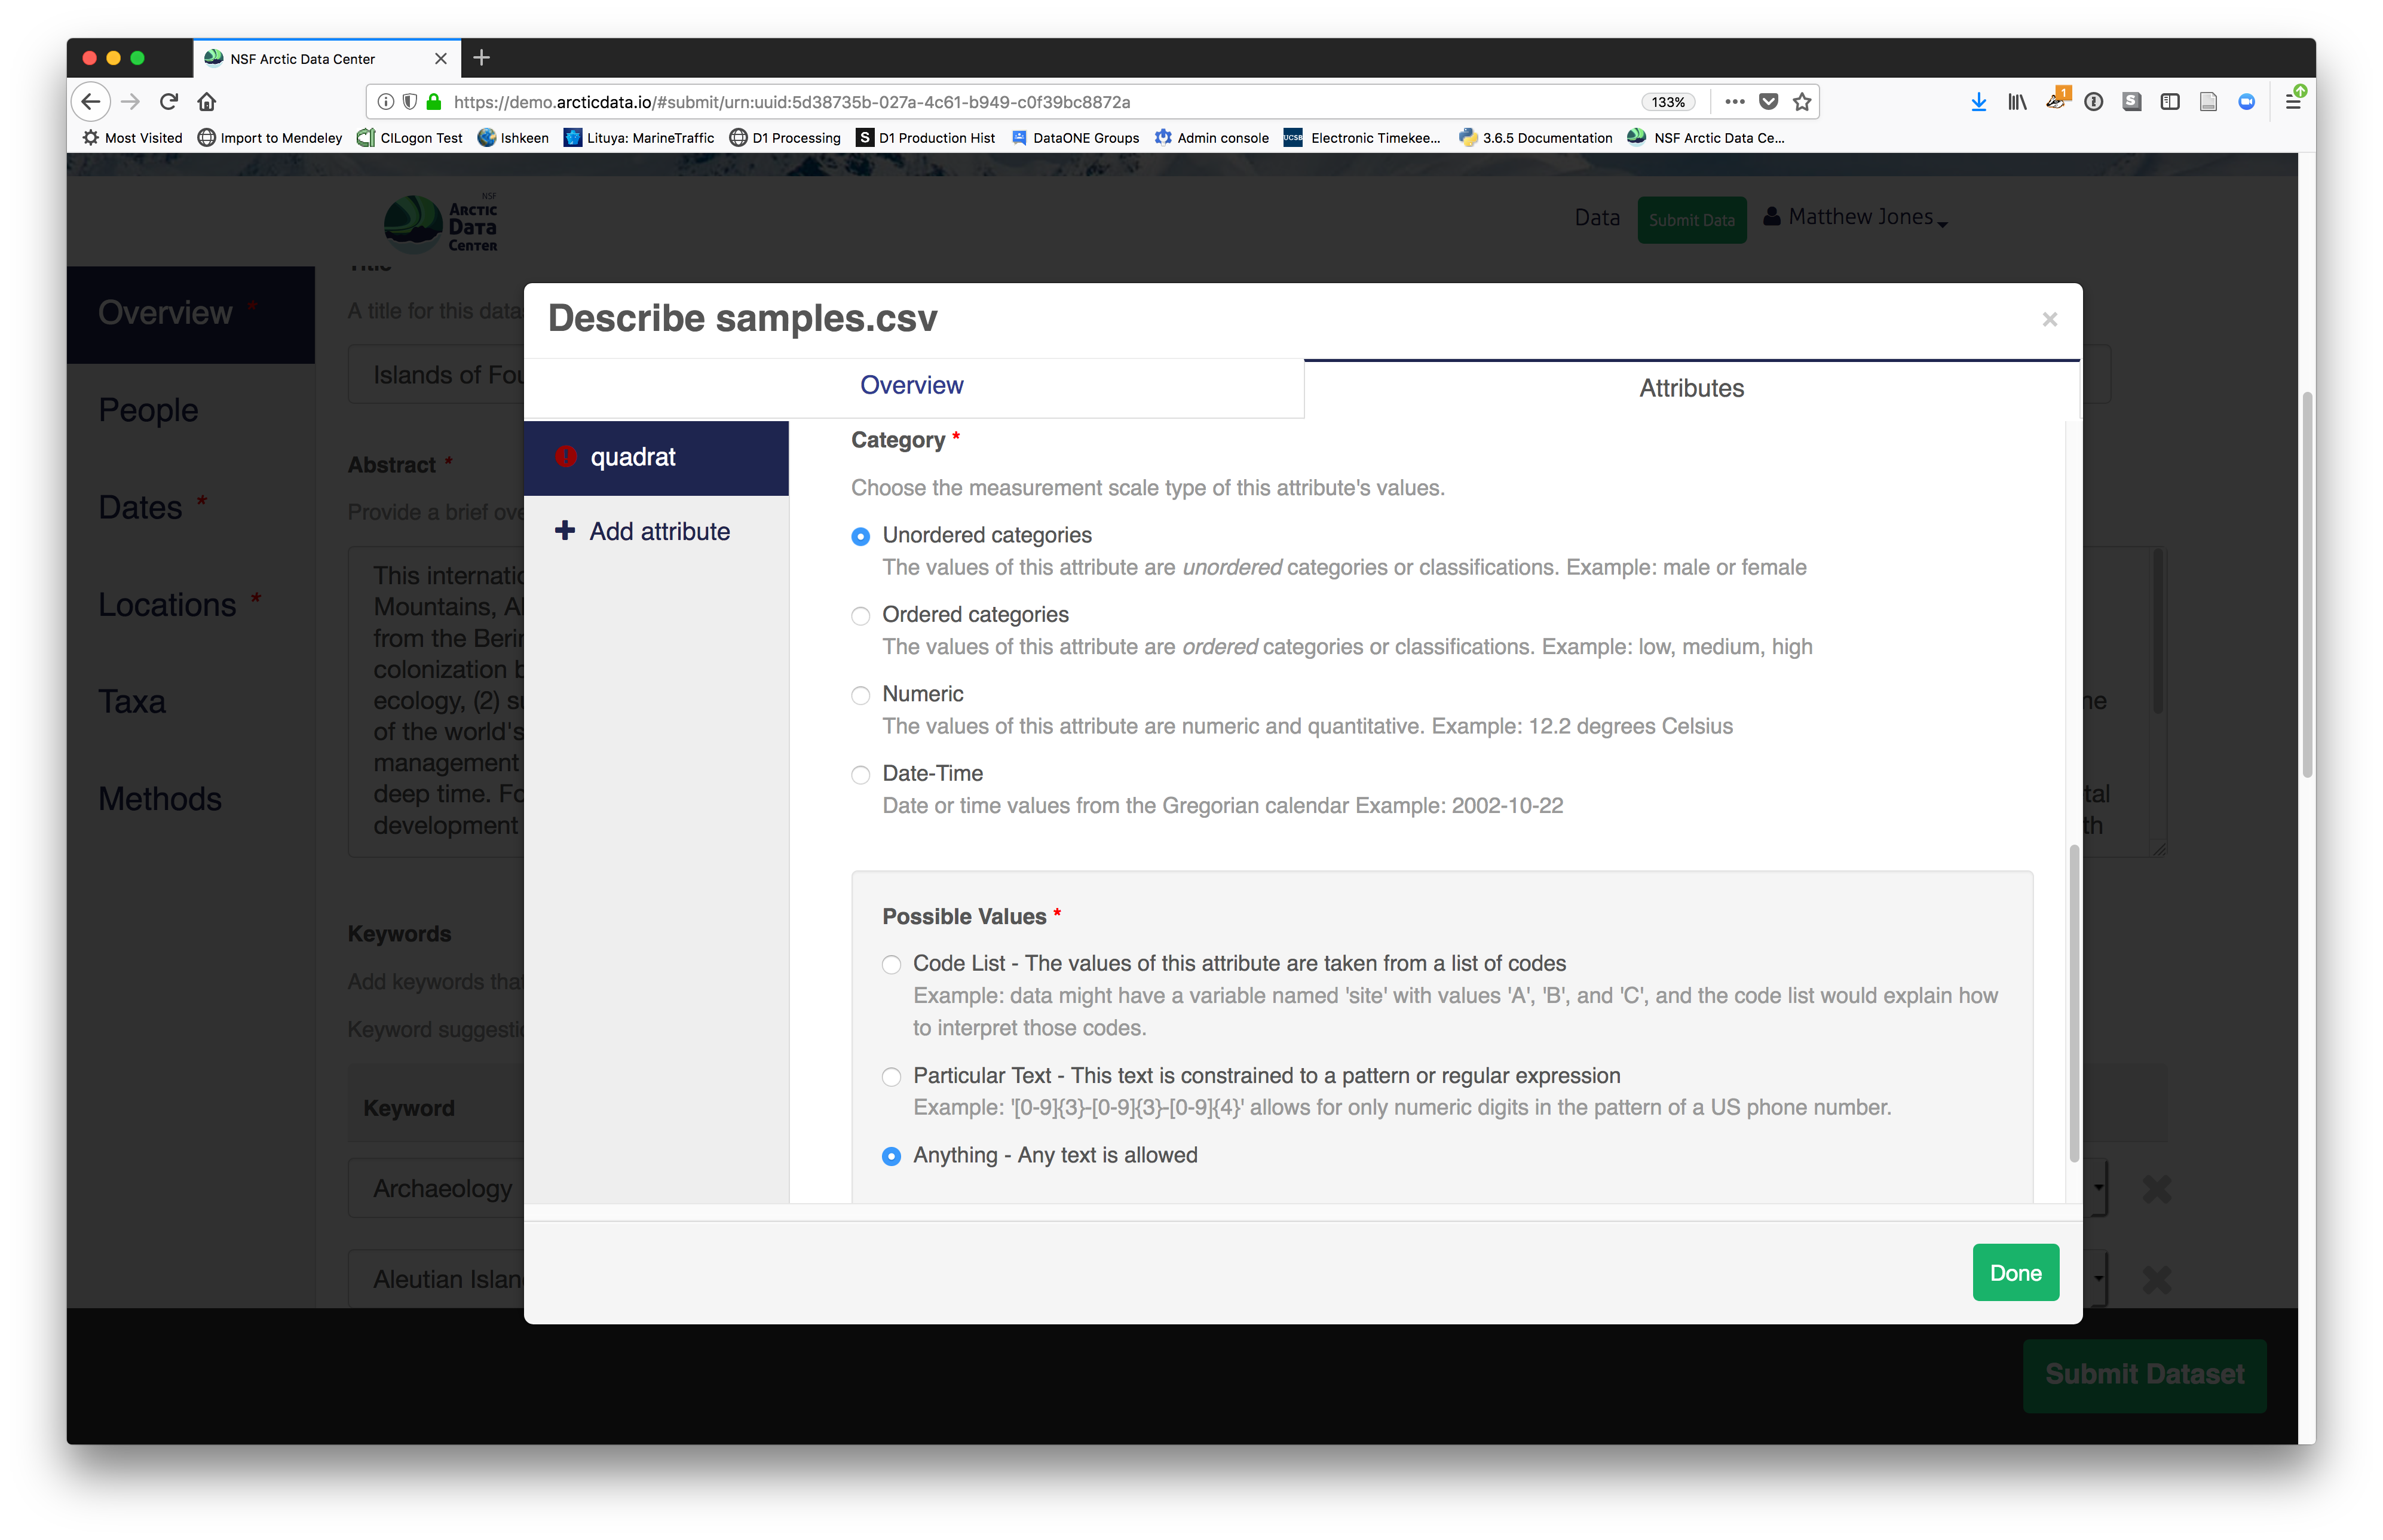 NSF Arctic Data Center
https://demo.arcticdata.io/#submit/urn:uuid:5d38735b-027a-4c61-b949-c0f39bc8872a
133%
1
Most Visited
Import to Mendeley
CILogon Test
Ishkeen
Lituya: MarineTraffic
D1 Processing
S D1 Production Hist
DataONE Groups
Admin console
UCSB Electronic Timekee...
3.6.5 Documentation
NSF Arctic Data Ce...
NSF
ARCTIC
DATA
CENTER
Data
Submit Data
Matthew Jones
Overview *
People
Dates *
Locations *
Taxa
Methods
Title
A title for this data
Islands of Fou
Abstract *
Provide a brief ove
This internatio
Mountains, A
from the Berin
colonization b
ecology, (2) su
of the world's
management
deep time. Fo
development
Keywords
Add keywords tha
Keyword suggestio
Keyword
Archaeology
Aleutian Islan
Describe samples.csv
×
Overview
Attributes
quadrat
Add attribute
Category *
Choose the measurement scale type of this attribute's values.
Unordered categories
The values of this attribute are unordered categories or classifications. Example: male or female
Ordered categories
The values of this attribute are ordered categories or classifications. Example: low, medium, high
Numeric
The values of this attribute are numeric and quantitative. Example: 12.2 degrees Celsius
Date-Time
Date or time values from the Gregorian calendar Example: 2002-10-22
Possible Values *
Code List - The values of this attribute are taken from a list of codes
Example: data might have a variable named 'site' with values 'A', 'B', and 'C', and the code list would explain how
to interpret those codes.
Particular Text - This text is constrained to a pattern or regular expression
Example: '[0-9]{3}-[0-9]{3}-[0-9]{4}' allows for only numeric digits in the pattern of a US phone number.
Anything - Any text is allowed
Done
Submit Dataset